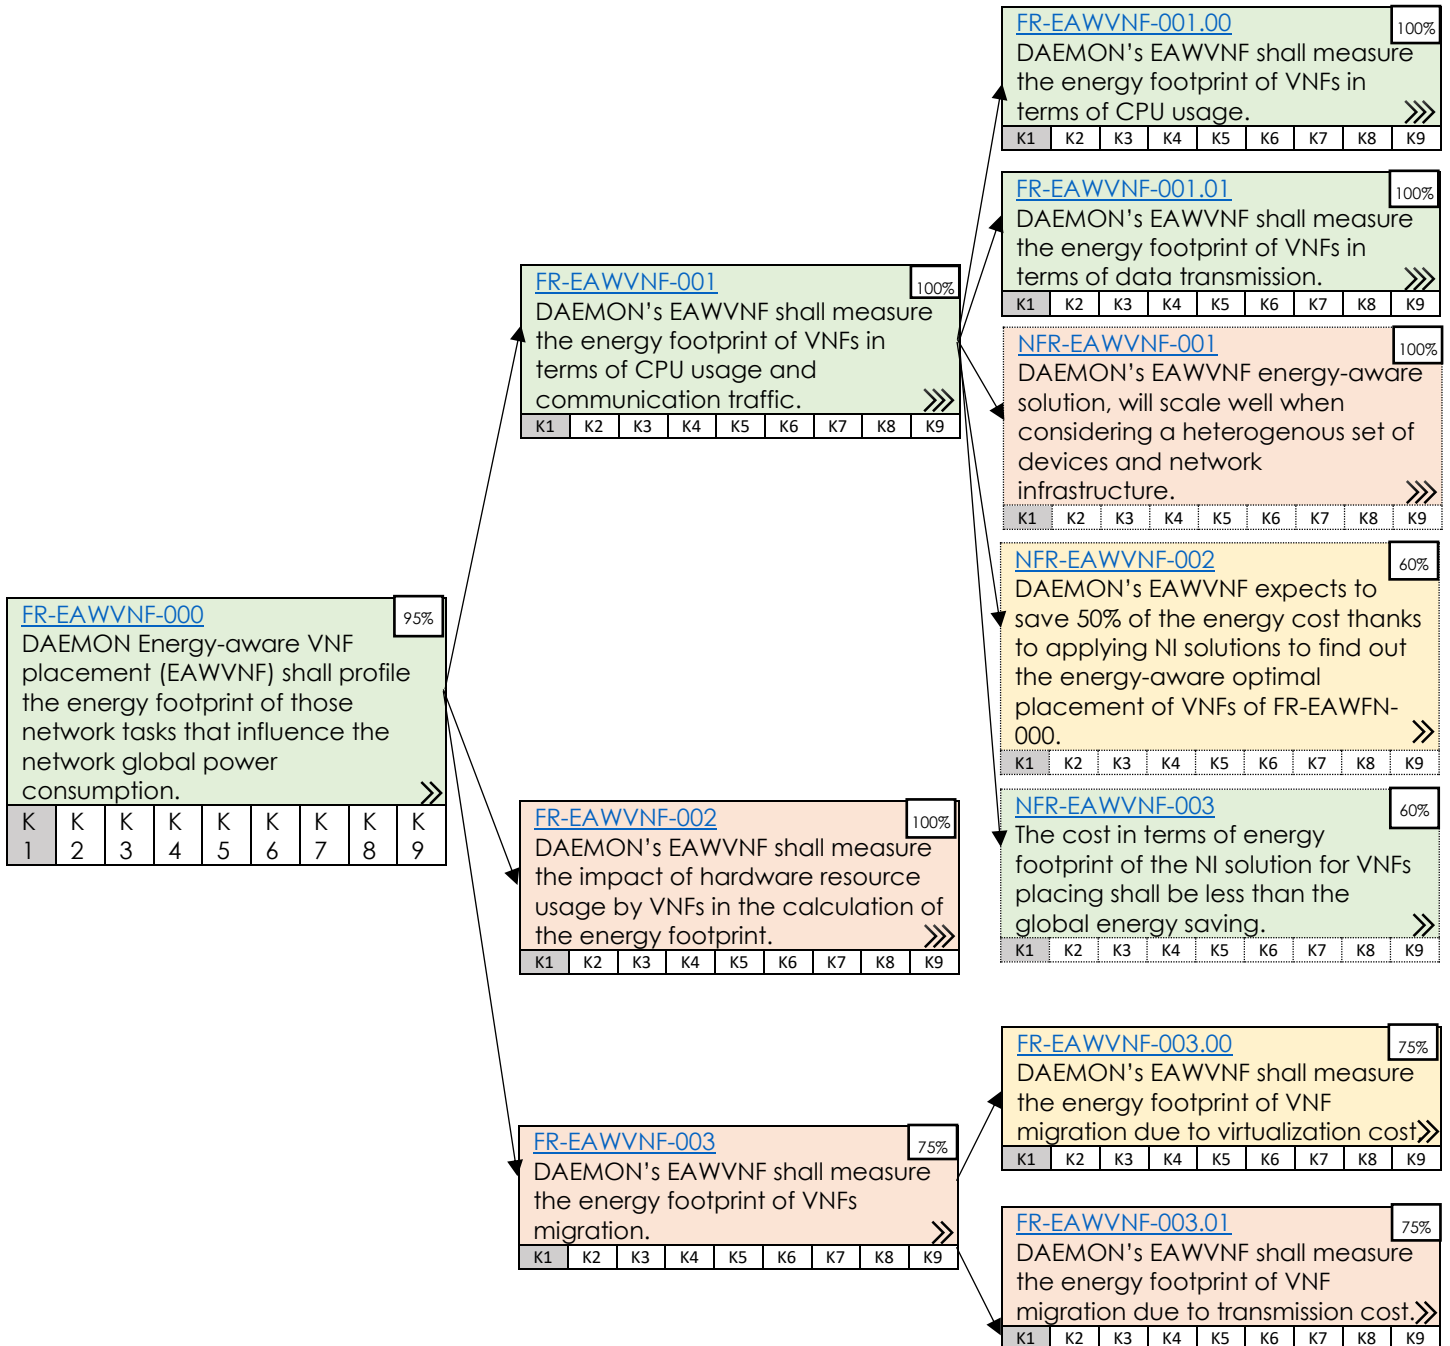 FR-EAWVNF-000
95%
DAEMON Energy-aware VNF
placement (EAWVNF) shall profile
the energy footprint of those
network tasks that influence the
network global power
consumption.
K K K K K K K K K
1 2 3 4 5 6 7 8 9
FR-EAWVNF-001
100%
DAEMON’s EAWVNF shall measure
the energy footprint of VNFs in
terms of CPU usage and
communication traffic.
K1 K2 K3 K4 K5 K6 K7 K8 K9
FR-EAWVNF-002
100%
DAEMON’s EAWVNF shall measure
the impact of hardware resource
usage by VNFs in the calculation of
the energy footprint.
K1 K2 K3 K4 K5 K6 K7 K8 K9
FR-EAWVNF-003
75%
DAEMON’s EAWVNF shall measure
the energy footprint of VNFs
migration.
K1 K2 K3 K4 K5 K6 K7 K8 K9
FR-EAWVNF-001.00
100%
DAEMON’s EAWVNF shall measure
the energy footprint of VNFs in
terms of CPU usage.
K1 K2 K3 K4 K5 K6 K7 K8 K9
FR-EAWVNF-001.01
100%
DAEMON’s EAWVNF shall measure
the energy footprint of VNFs in
terms of data transmission.
K1 K2 K3 K4 K5 K6 K7 K8 K9
NFR-EAWVNF-001
100%
DAEMON’s EAWVNF energy-aware
solution, will scale well when
considering a heterogenous set of
devices and network
infrastructure.
K1 K2 K3 K4 K5 K6 K7 K8 K9
NFR-EAWVNF-002
60%
DAEMON’s EAWVNF expects to
save 50% of the energy cost thanks
to applying NI solutions to find out
the energy-aware optimal
placement of VNFs of FR-EAWFN-
000.
K1 K2 K3 K4 K5 K6 K7 K8 K9
NFR-EAWVNF-003
60%
The cost in terms of energy
footprint of the NI solution for VNFs
placing shall be less than the
global energy saving.
K1 K2 K3 K4 K5 K6 K7 K8 K9
FR-EAWVNF-003.00
75%
DAEMON’s EAWVNF shall measure
the energy footprint of VNF
migration due to virtualization cost
K1 K2 K3 K4 K5 K6 K7 K8 K9
FR-EAWVNF-003.01
75%
DAEMON’s EAWVNF shall measure
the energy footprint of VNF
migration due to transmission cost.
K1 K2 K3 K4 K5 K6 K7 K8 K9